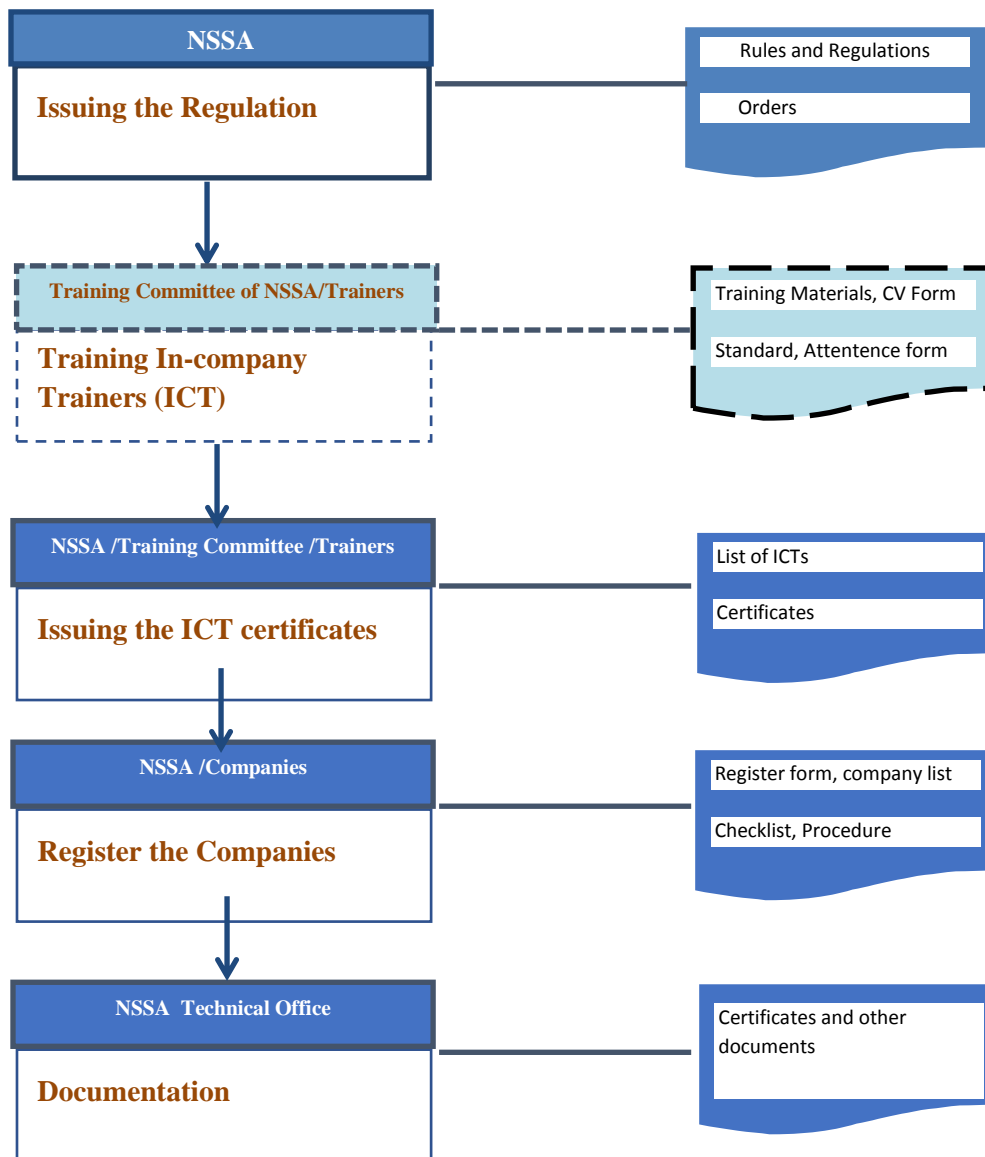 NSSA
Issuing the Regulation
Rules and Regulations
Orders
Training Committee of NSSA/Trainers
Training In-company
Trainers (ICT)
Training Materials, CV Form
Standard, Attentence form
NSSA /Training Committee /Trainers
Issuing the ICT certificates
List of ICTs
Certificates
NSSA /Companies
Register the Companies
Register form, company list
Checklist, Procedure
NSSA Technical Office
Documentation
Certificates and other
documents